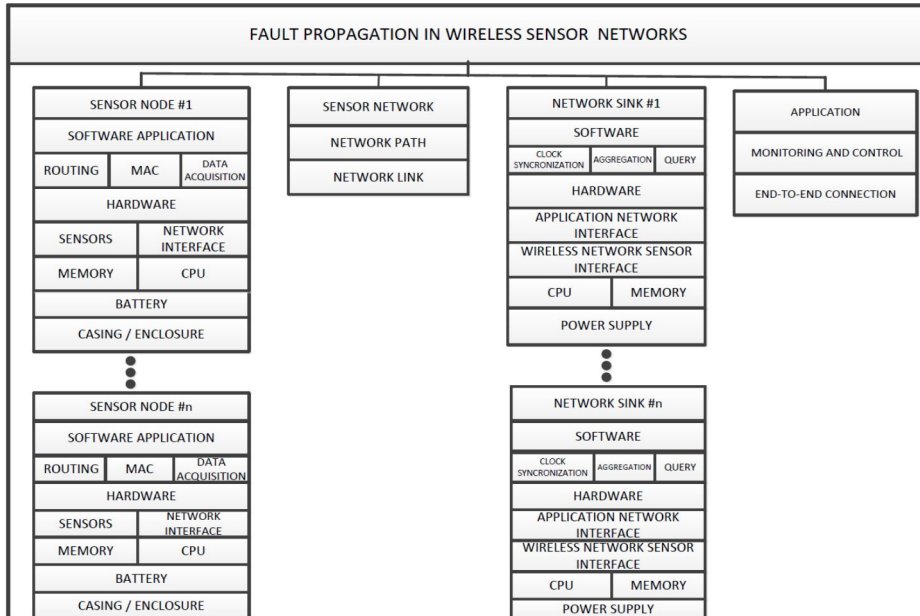 FAULT PROPAGATION IN WIRELESS SENSOR NETWORKS
SENSOR NODE #1
SOFTWARE APPLICATION
ROUTING
MAC
DATA
ACQUISITION
HARDWARE
SENSORS
NETWORK
INTERFACE
MEMORY
CPU
BATTERY
CASING / ENCLOSURE
SENSOR NODE #n
SOFTWARE APPLICATION
ROUTING
MAC
DATA
ACQUISITION
HARDWARE
SENSORS
NETWORK
INTERFACE
MEMORY
CPU
BATTERY
CASING / ENCLOSURE
SENSOR NETWORK
NETWORK PATH
NETWORK LINK
NETWORK SINK #1
SOFTWARE
CLOCK
SYNCRONIZATION
AGGREGATION
QUERY
HARDWARE
APPLICATION NETWORK
INTERFACE
WIRELESS NETWORK SENSOR
INTERFACE
CPU
MEMORY
POWER SUPPLY
NETWORK SINK #n
SOFTWARE
CLOCK
SYNCRONIZATION
AGGREGATION
QUERY
HARDWARE
APPLICATION NETWORK
INTERFACE
WIRELESS NETWORK SENSOR
INTERFACE
CPU
MEMORY
POWER SUPPLY
APPLICATION
MONITORING AND CONTROL
END-TO-END CONNECTION